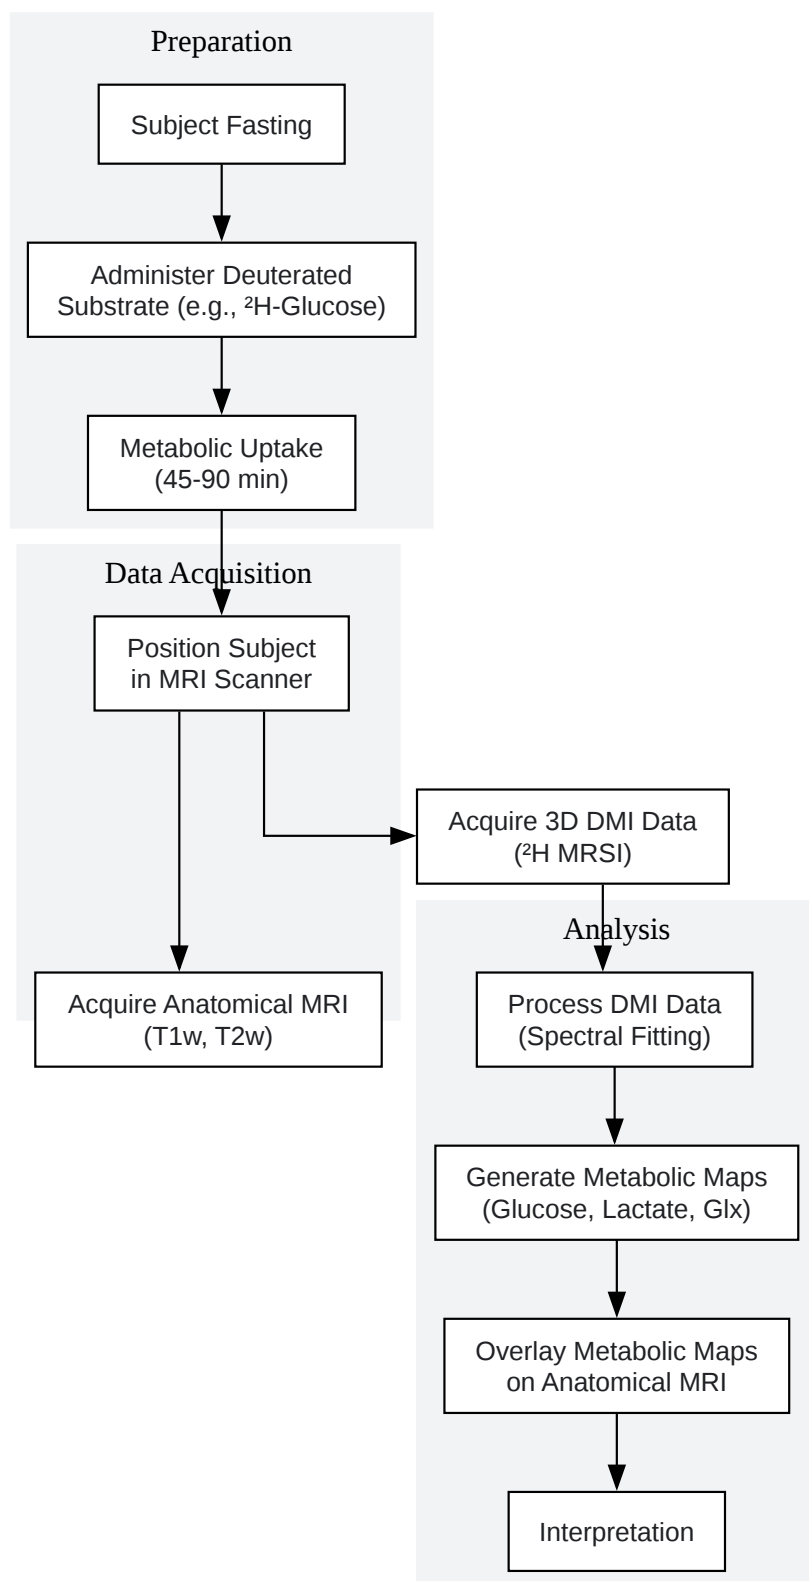 Preparation
Subject Fasting
Administer Deuterated
Substrate (e.g., ²H-Glucose)
Metabolic Uptake
(45-90 min)
Data Acquisition
Position Subject
in MRI Scanner
Acquire 3D DMI Data
(²H MRSI)
Analysis
Acquire Anatomical MRI
(T1w, T2w)
Process DMI Data
(Spectral Fitting)
Generate Metabolic Maps
(Glucose, Lactate, Glx)
Overlay Metabolic Maps
on Anatomical MRI
Interpretation